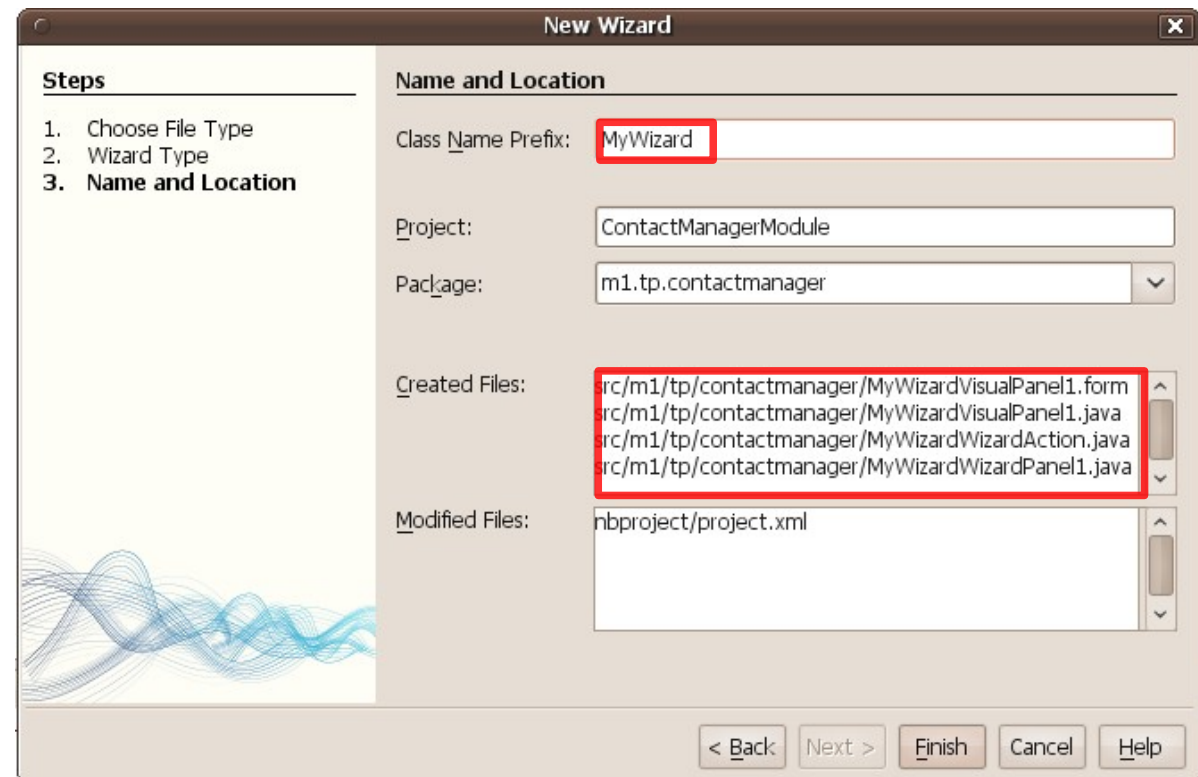 New Wizard
Steps
1. Choose File Type
2. Wizard Type
3. Name and Location
Name and Location
Class Name Prefix: MyWizard
Project: ContactManagerModule
Package: m1.tp.contactmanager
Created Files:
src/m1/tp/contactmanager/MyWizardVisualPanel1.form
src/m1/tp/contactmanager/MyWizardVisualPanel1.java
src/m1/tp/contactmanager/MyWizardWizardAction.java
src/m1/tp/contactmanager/MyWizardWizardPanel1.java
Modified Files:
nbproject/project.xml
< Back Next > Finish Cancel Help